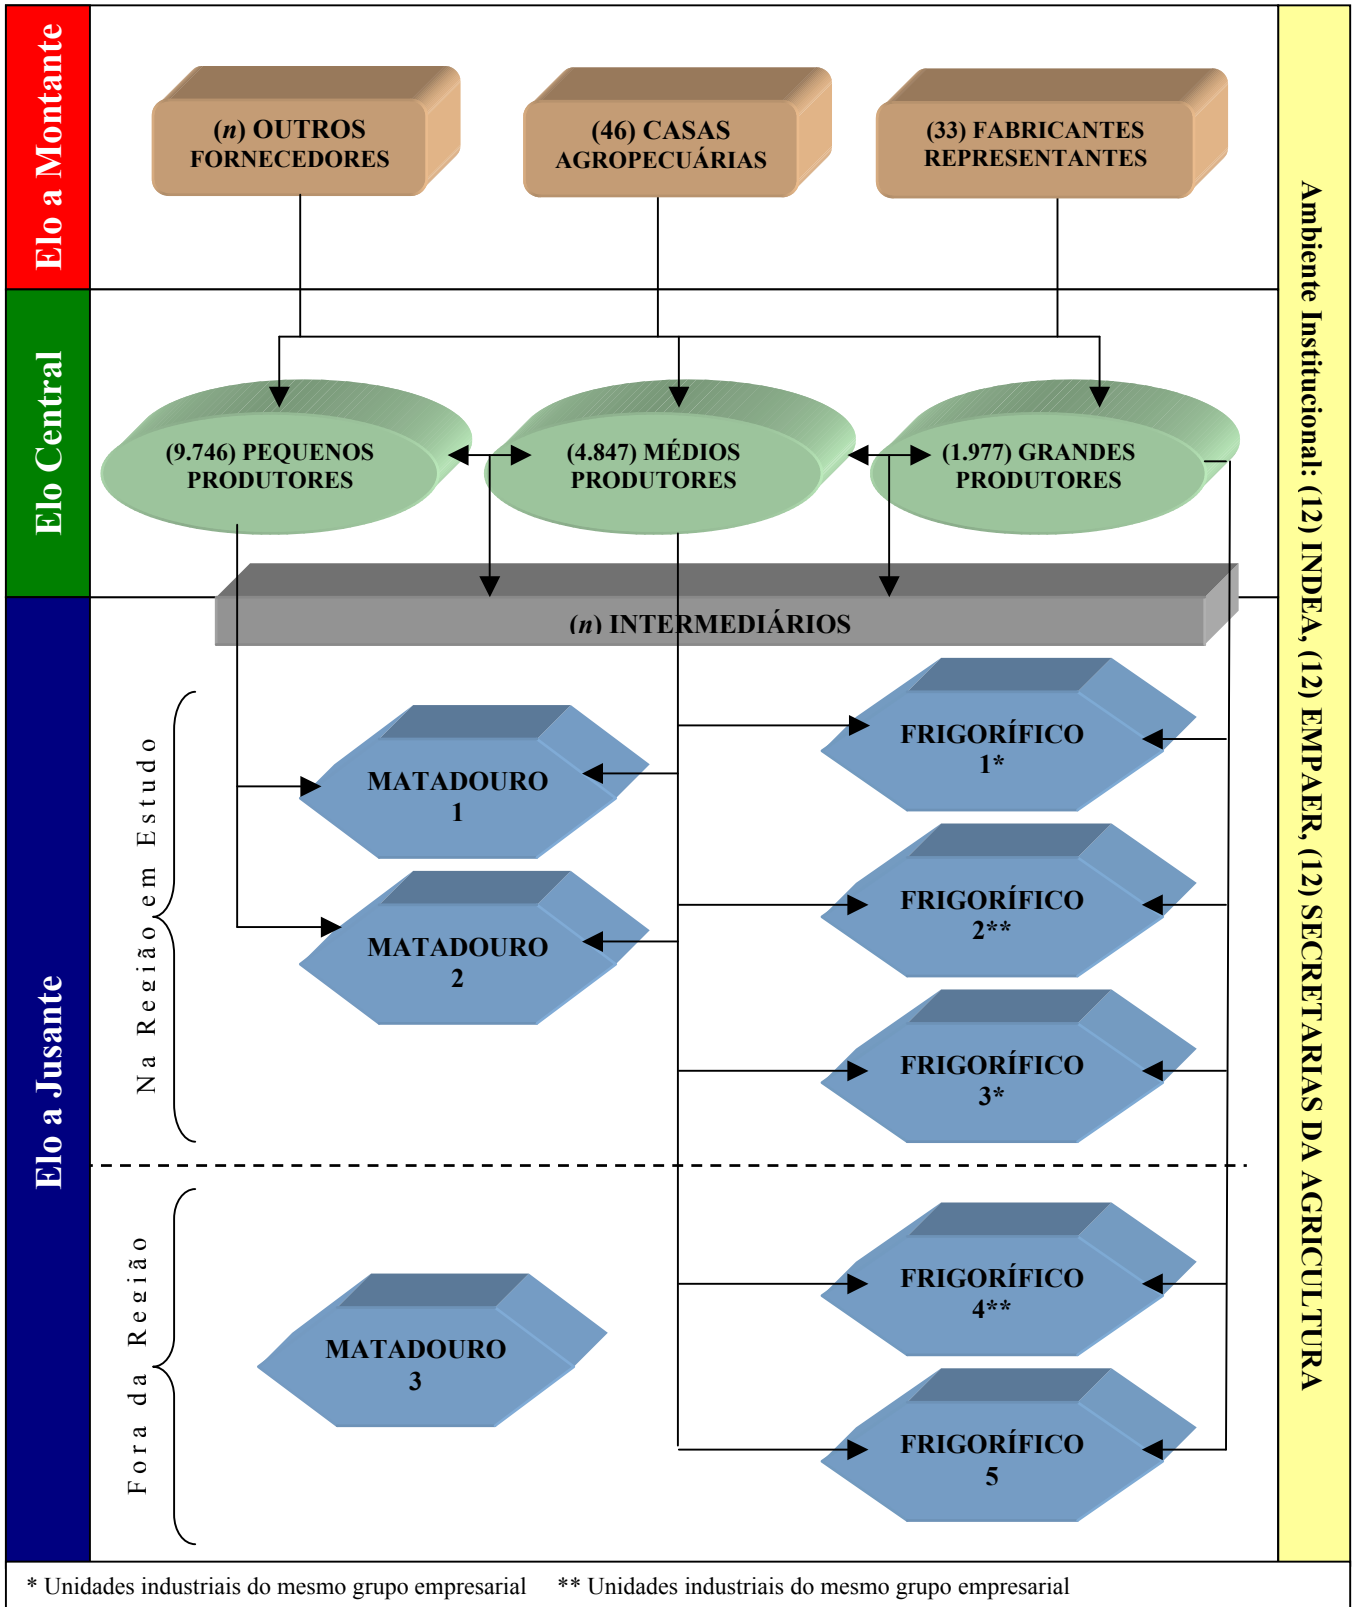 Elo a Montante
(n) OUTROS
FORNECEDORES
(46) CASAS
AGROPECUÁRIAS
(33) FABRICANTES
REPRESENTANTES
Elo Central
(9.746) PEQUENOS
PRODUTORES
(4.847) MÉDIOS
PRODUTORES
(1.977) GRANDES
PRODUTORES
Elo a Jusante
(n) INTERMEDIÁRIOS
Na Região em Estudo
MATADOURO
1
MATADOURO
2
FRIGORÍFICO
1*
FRIGORÍFICO
2**
FRIGORÍFICO
3*
Fora da Região
MATADOURO
3
FRIGORÍFICO
4**
FRIGORÍFICO
5
Ambiente Institucional: (12) INDEA, (12) EMPAER, (12) SECRETARIAS DA AGRICULTURA
* Unidades industriais do mesmo grupo empresarial ** Unidades industriais do mesmo grupo empresarial